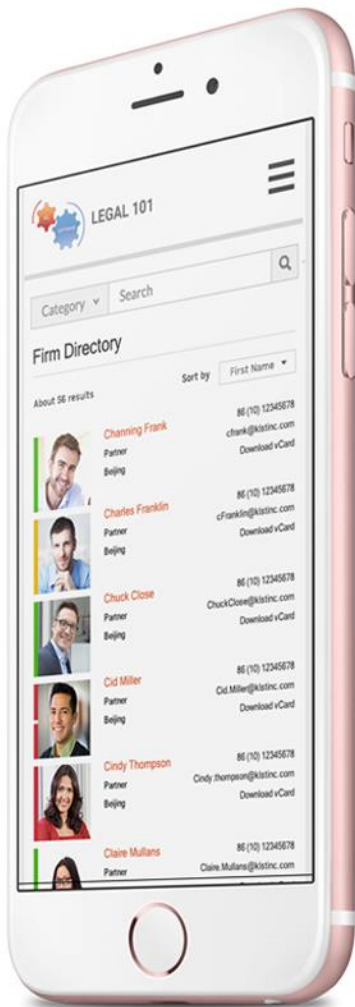 LEGAL 101
Category Search
Firm Directory
About 56 results Sort by First Name
Channing Frank 86 (10) 12345678
Partner cfrank@klstinc.com
Beijing Download vCard
Charles Franklin 86 (10) 12345678
Partner cFranklin@klstinc.com
Beijing Download vCard
Chuck Close 86 (10) 12345678
Partner ChuckClose@klstinc.com
Beijing Download vCard
Cid Miller 86 (10) 12345678
Partner Cid.Miller@klstinc.com
Beijing Download vCard
Cindy Thompson 86 (10) 12345678
Partner Cindy.thompson@klstinc.com
Beijing Download vCard
Claire Mullans 86 (10) 12345678
Partner Claire.Mullans@klstinc.com